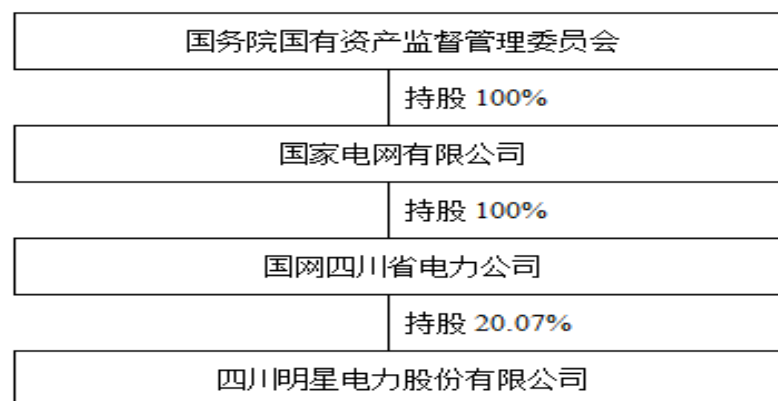 国务院国有资产监督管理委员会
持股 100%
国家电网有限公司
持股 100%
国网四川省电力公司
持股 20.07%
四川明星电力股份有限公司